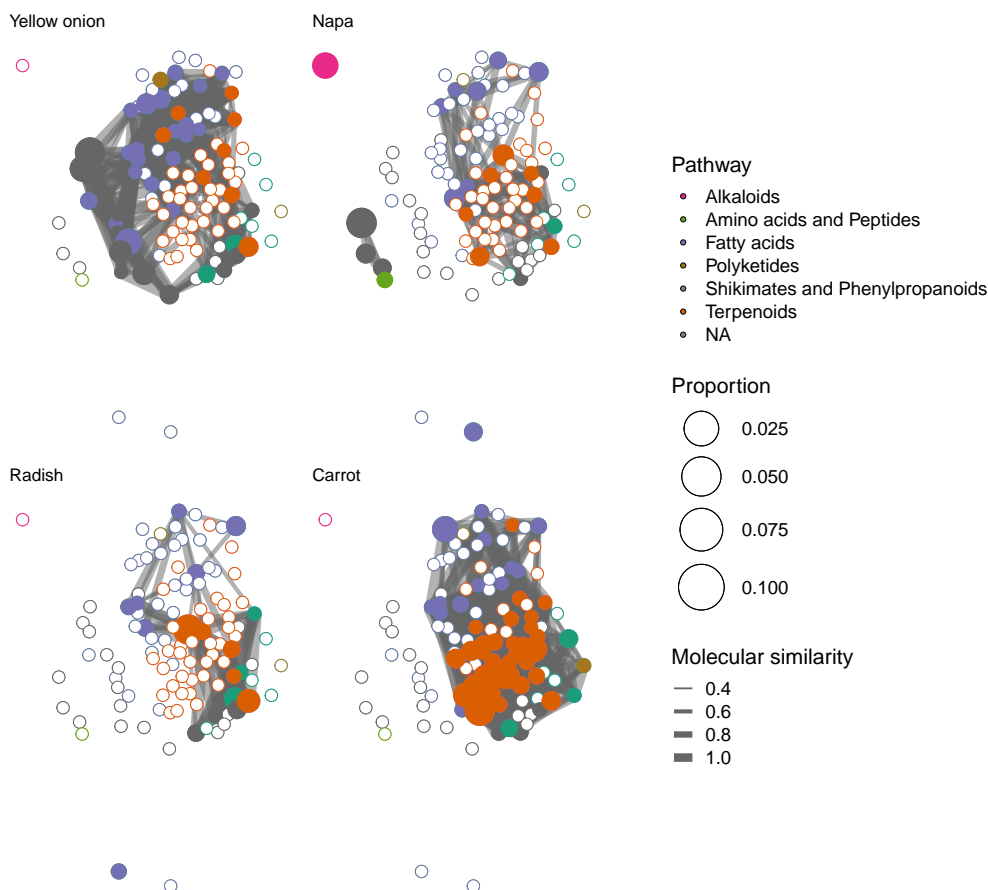 Yellow onion
Napa
Radish
Carrot
Pathway
Alkaloids
Amino acids and Peptides
Fatty acids
Polyketides
Shikimates and Phenylpropanoids
Terpenoids
NA
Proportion
0.025
0.050
0.075
0.100
Molecular similarity
0.4
0.6
0.8
1.0